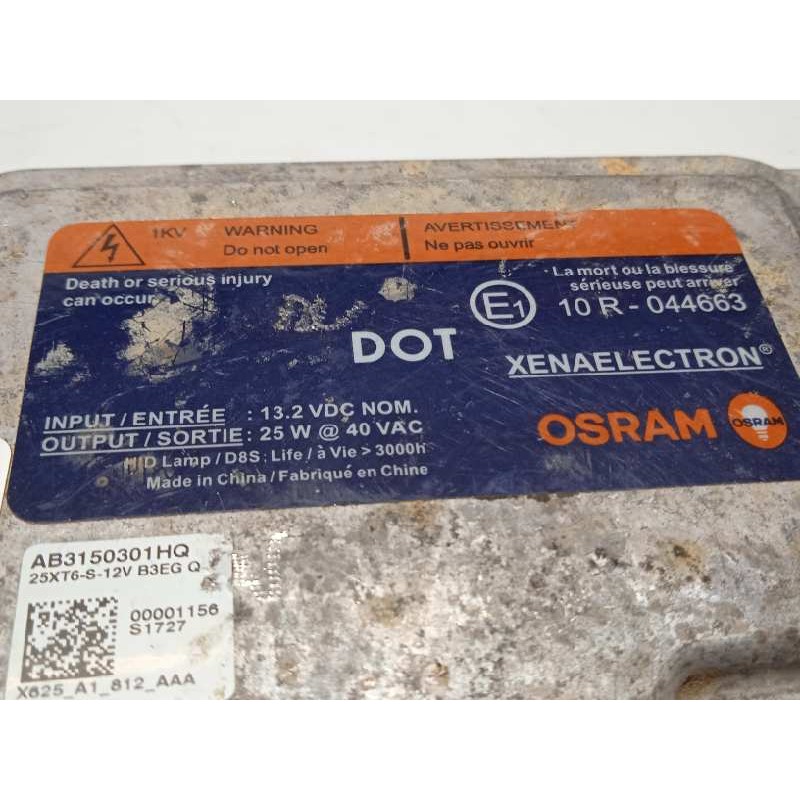 1KV WARNING
Do not open
AVERTISSEMENT
Ne pas ouvrir
Death or serious injury
can occur.
La mort ou la blessure
sérieuse peut arriver
E1
10 R - 044663
DOT
XENAELECTRON®
INPUT / ENTRÉE : 13.2 VDC NOM.
OUTPUT / SORTIE : 25 W @ 40 VAC
HID Lamp / D8S: Life / à Vie > 3000h
Made in China / Fabriqué en Chine
OSRAM
AB3150301HQ
25XT6-S-12V B3EG Q
00001156
S1727
X625_A1_812_AAA